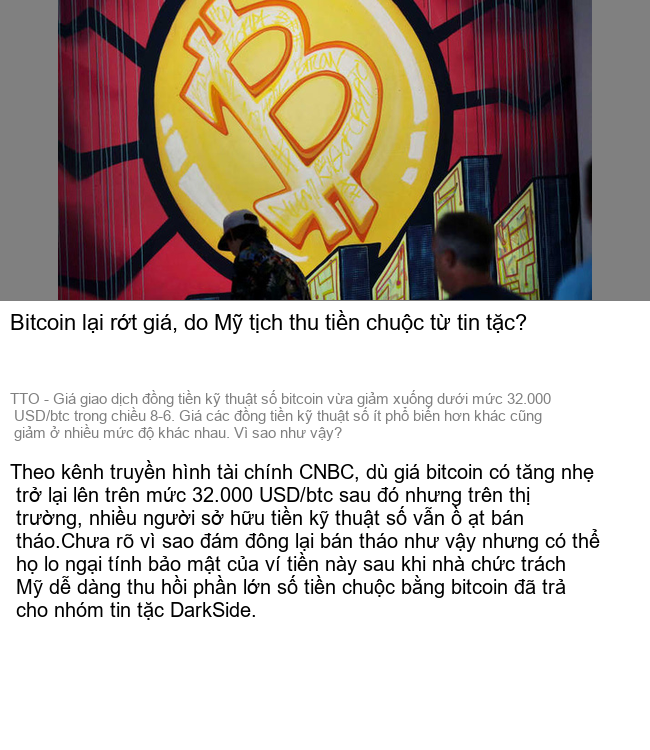 Bitcoin lại rớt giá, do Mỹ tịch thu tiền chuộc từ tin tặc?
TTO - Giá giao dịch đồng tiền kỹ thuật số bitcoin vừa giảm xuống dưới mức 32.000
USD/btc trong chiều 8-6. Giá các đồng tiền kỹ thuật số ít phổ biến hơn khác cũng
giảm ở nhiều mức độ khác nhau. Vì sao như vậy?
Theo kênh truyền hình tài chính CNBC, dù giá bitcoin có tăng nhẹ
trở lại lên trên mức 32.000 USD/btc sau đó nhưng trên thị
trường, nhiều người sở hữu tiền kỹ thuật số vẫn ồ ạt bán
tháo.Chưa rõ vì sao đám đông lại bán tháo như vậy nhưng có thể
họ lo ngại tính bảo mật của ví tiền này sau khi nhà chức trách
Mỹ dễ dàng thu hồi phần lớn số tiền chuộc bằng bitcoin đã trả
cho nhóm tin tặc DarkSide.